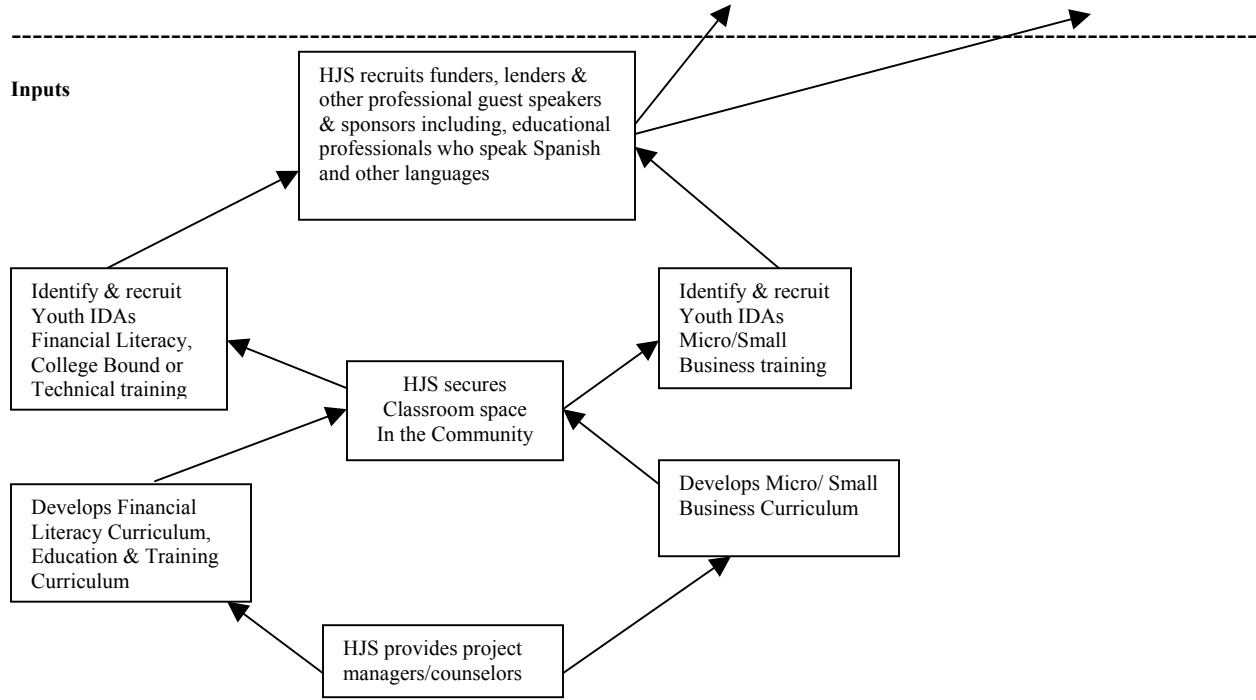 Inputs
HJS recruits funders, lenders &
other professional guest speakers
& sponsors including, educational
professionals who speak Spanish
and other languages
Identify & recruit
Youth IDAs
Financial Literacy,
College Bound or
Technical training
Identify & recruit
Youth IDAs
Micro/Small
Business training
HJS secures
Classroom space
In the Community
Develops Financial
Literacy Curriculum,
Education & Training
Curriculum
Develops Micro/ Small
Business Curriculum
HJS provides project
managers/counselors